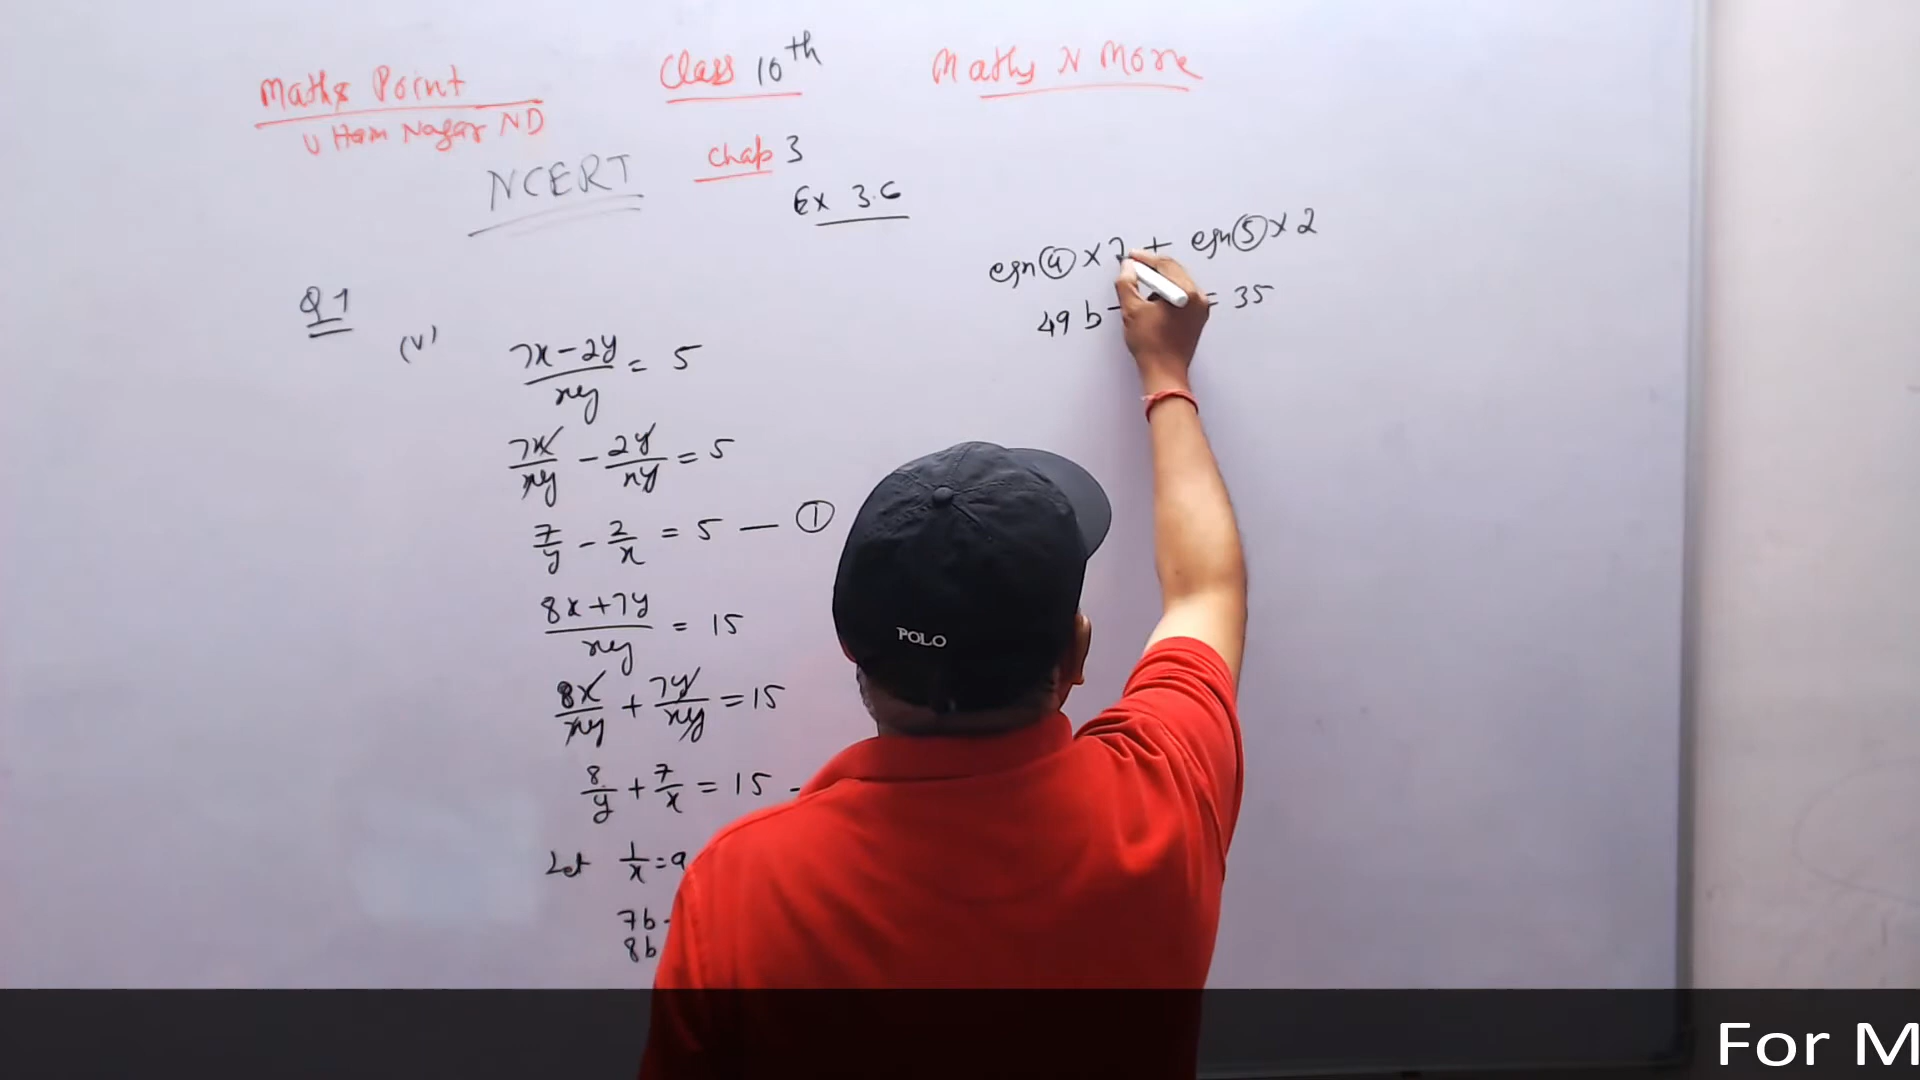 Maths Point
U Ham Nagar ND
Class 10th
Maths N More
NCERT
Chap 3
Ex 3.6
Q1
(v)
7x-2y/xy = 5
7x/xy - 2y/xy = 5
7/y - 2/x = 5 — ①
8x+7y/xy = 15
8x/xy + 7y/xy = 15
8/y + 7/x = 15 -
Let 1/x = a
7b-
8b
eqn ④ × 7 + eqn ⑤ × 2
49 b - = 35
POLO
For M